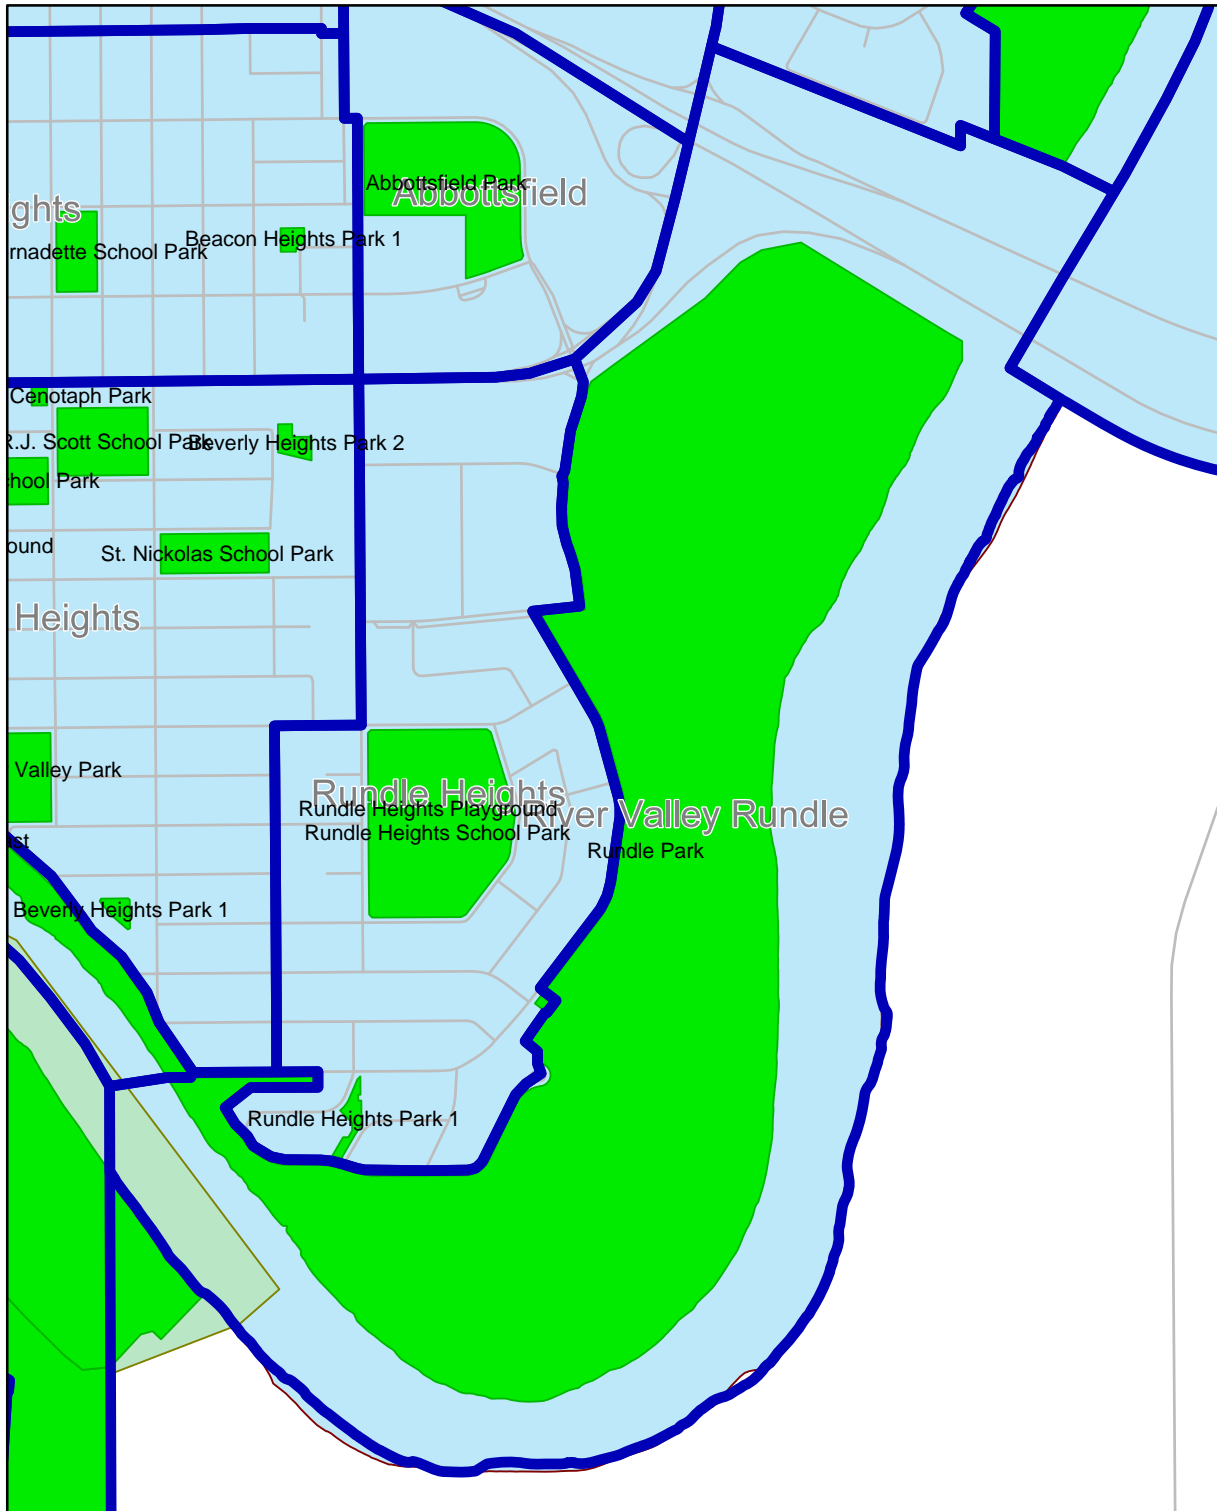 Abbottsfield Park
Abbottsfield
ghts
Beacon Heights Park 1
rnadette School Park
Cenotaph Park
R.J. Scott School Park
Beverly Heights Park 2
hool Park
ound
St. Nickolas School Park
Heights
Valley Park
Rundle Heights
Rundle Heights Playground
River Valley Rundle
Rundle Heights School Park
Rundle Park
st
Beverly Heights Park 1
Rundle Heights Park 1